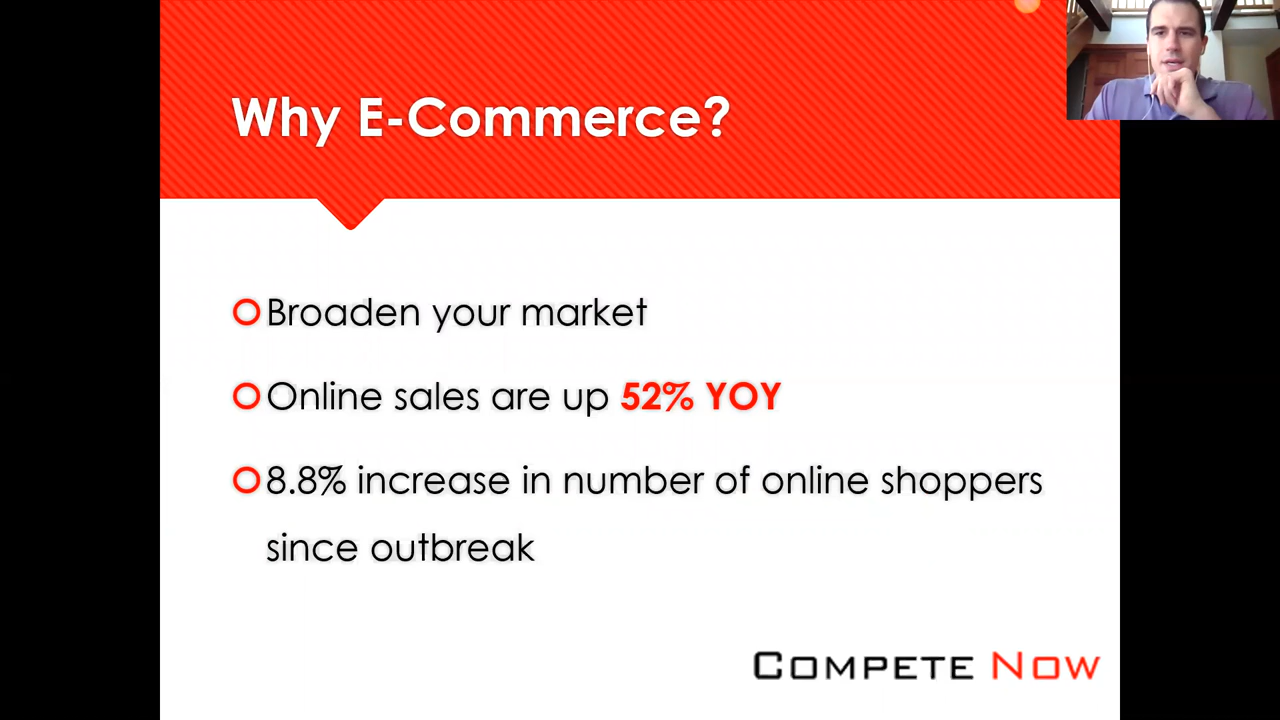 Why E-Commerce?
Broaden your market
Online sales are up 52% YOY
8.8% increase in number of online shoppers
since outbreak
COMPETE NOW